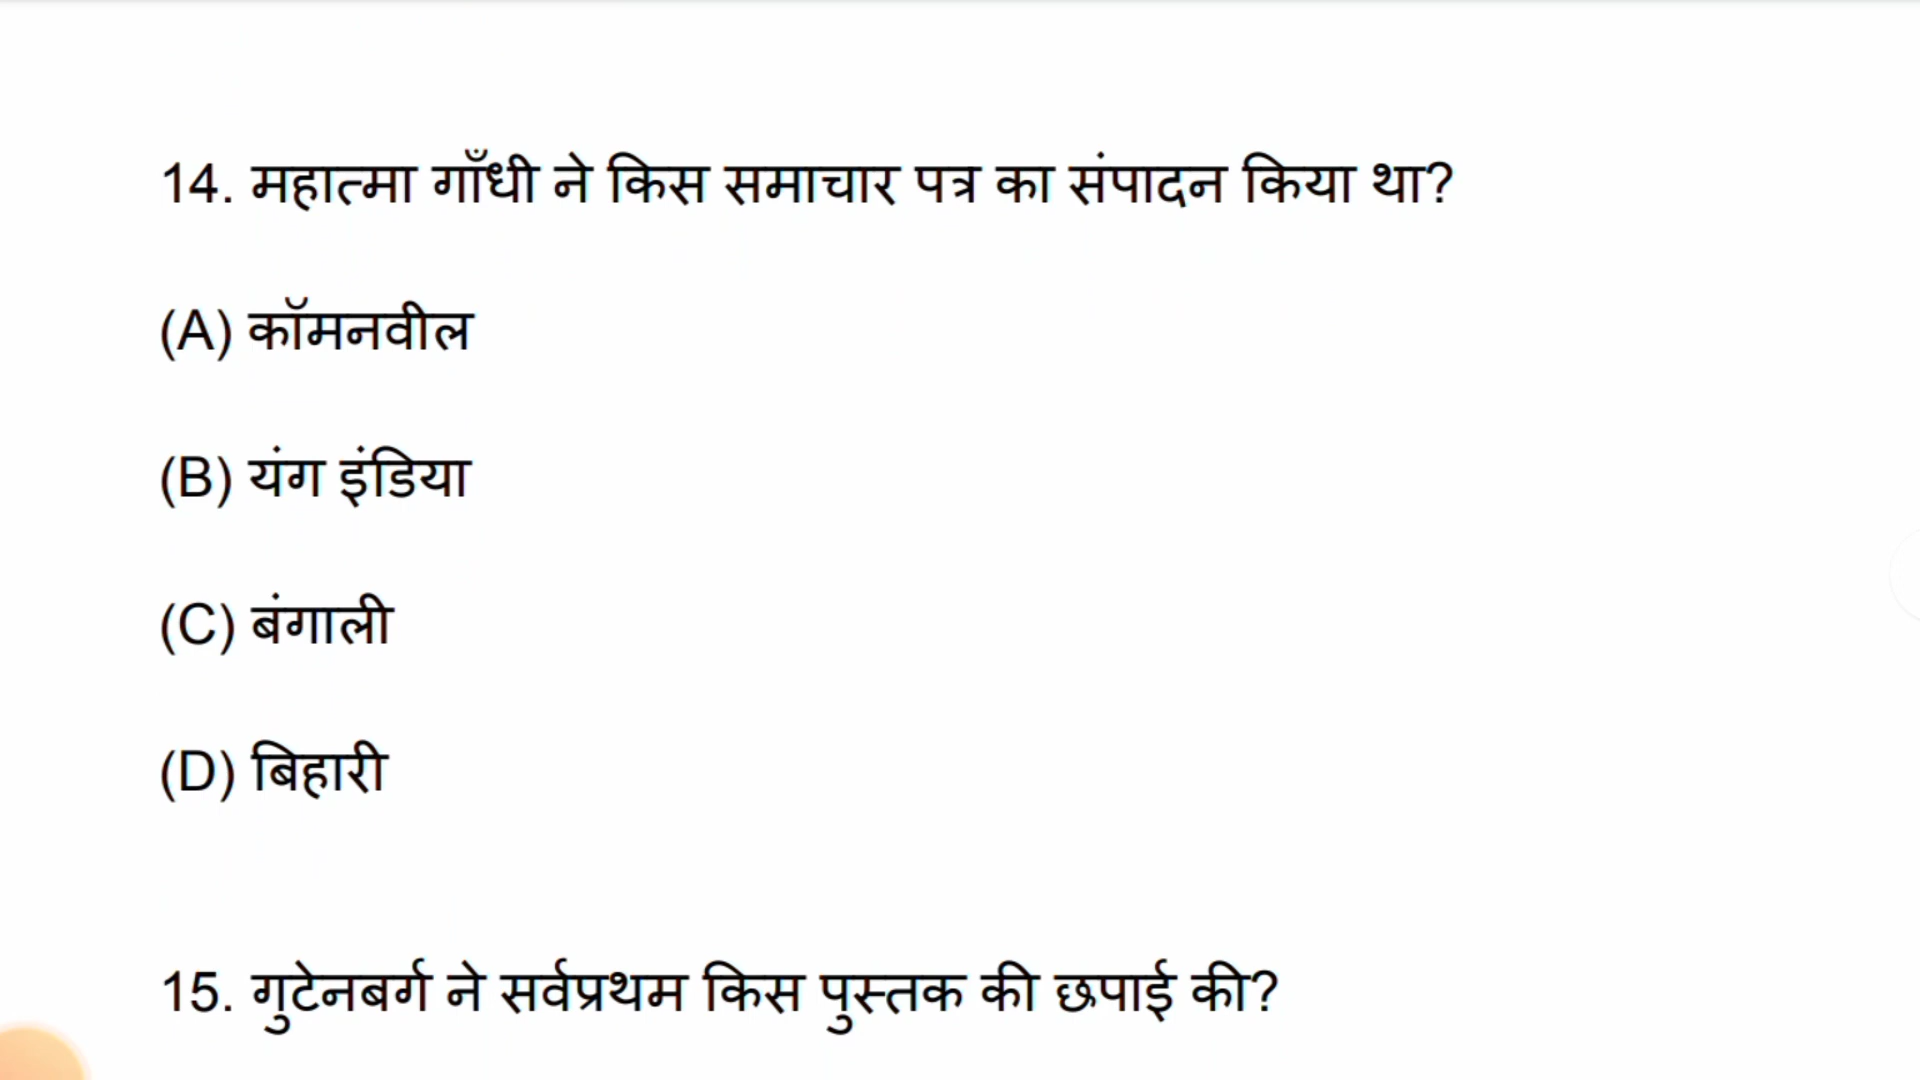 14. महात्मा गाँधी ने किस समाचार पत्र का संपादन किया था?
(A) कॉमनवील
(B) यंग इंडिया
(C) बंगाली
(D) बिहारी
15. गुटेनबर्ग ने सर्वप्रथम किस पुस्तक की छपाई की?